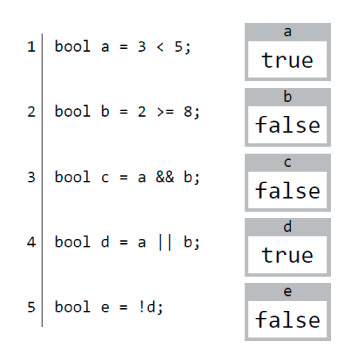 a
1 bool a = 3 < 5; true
b
2 bool b = 2 >= 8; false
c
3 bool c = a && b; false
d
4 bool d = a || b; true
e
5 bool e = !d; false